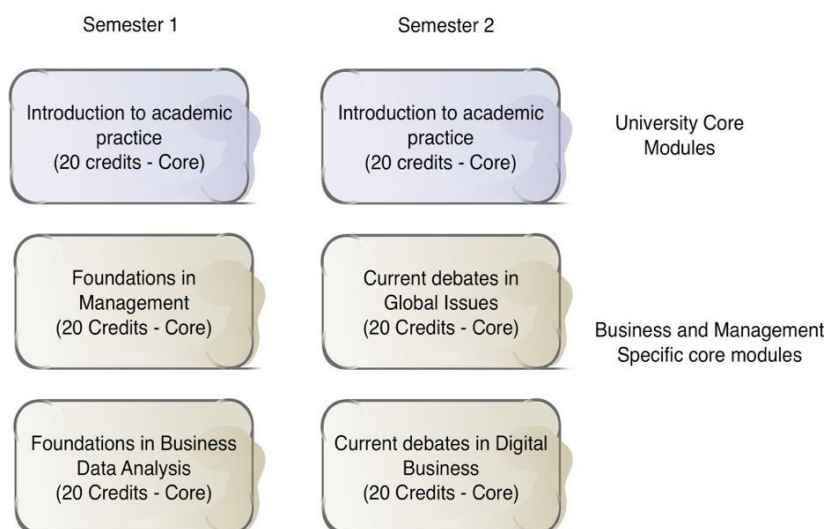 Semester 1
Semester 2
Introduction to academic
practice
(20 credits - Core)
Introduction to academic
practice
(20 credits - Core)
University Core
Modules
Foundations in
Management
(20 Credits - Core)
Current debates in
Global Issues
(20 Credits - Core)
Business and Management
Specific core modules
Foundations in Business
Data Analysis
(20 Credits - Core)
Current debates in Digital
Business
(20 Credits - Core)